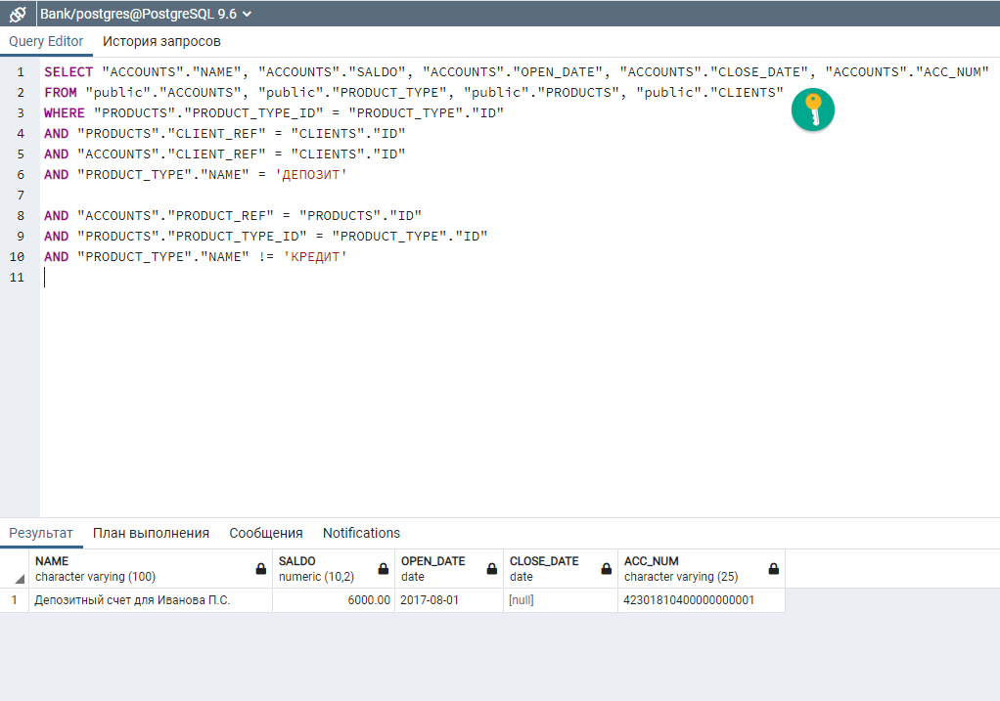 Bank/postgres@PostgreSQL 9.6
Query Editor История запросов
1 SELECT "ACCOUNTS"."NAME", "ACCOUNTS"."SALDO", "ACCOUNTS"."OPEN_DATE", "ACCOUNTS"."CLOSE_DATE", "ACCOUNTS"."ACC_NUM"
2 FROM "public"."ACCOUNTS", "public"."PRODUCT_TYPE", "public"."PRODUCTS", "public"."CLIENTS"
3 WHERE "PRODUCTS"."PRODUCT_TYPE_ID" = "PRODUCT_TYPE"."ID"
4 AND "PRODUCTS"."CLIENT_REF" = "CLIENTS"."ID"
5 AND "ACCOUNTS"."CLIENT_REF" = "CLIENTS"."ID"
6 AND "PRODUCT_TYPE"."NAME" = 'ДЕПОЗИТ'
7
8 AND "ACCOUNTS"."PRODUCT_REF" = "PRODUCTS"."ID"
9 AND "PRODUCTS"."PRODUCT_TYPE_ID" = "PRODUCT_TYPE"."ID"
10 AND "PRODUCT_TYPE"."NAME" != 'КРЕДИТ'
11
Результат План выполнения Сообщения Notifications
NAME SALDO OPEN_DATE CLOSE_DATE ACC_NUM
character varying (100) numeric (10,2) date date character varying (25)
1 Депозитный счет для Иванова П.С. 6000.00 2017-08-01 [null] 42301810400000000001